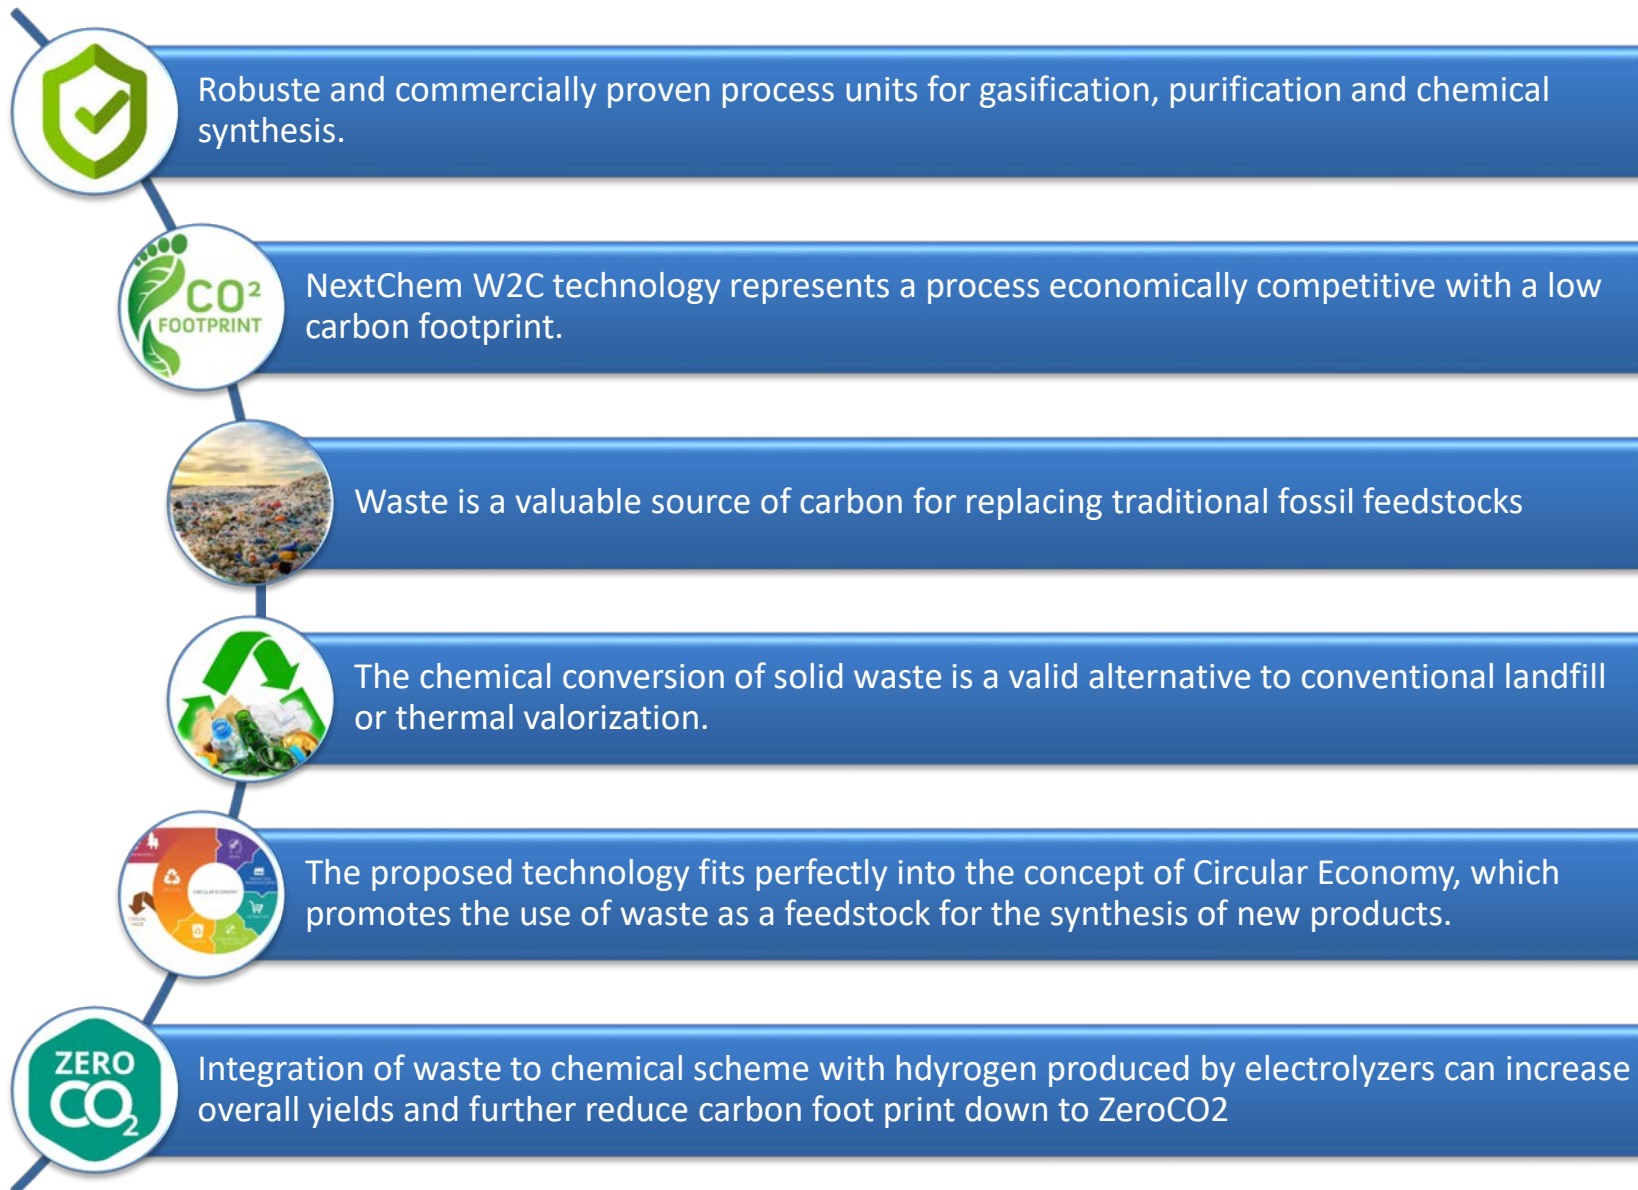 Robuste and commercially proven process units for gasification, purification and chemical
synthesis.
CO²
FOOTPRINT
NextChem W2C technology represents a process economically competitive with a low
carbon footprint.
Waste is a valuable source of carbon for replacing traditional fossil feedstocks
The chemical conversion of solid waste is a valid alternative to conventional landfill
or thermal valorization.
CIRCULAR ECONOMY
The proposed technology fits perfectly into the concept of Circular Economy, which
promotes the use of waste as a feedstock for the synthesis of new products.
ZERO
CO₂
Integration of waste to chemical scheme with hdyrogen produced by electrolyzers can increase
overall yields and further reduce carbon foot print down to ZeroCO2